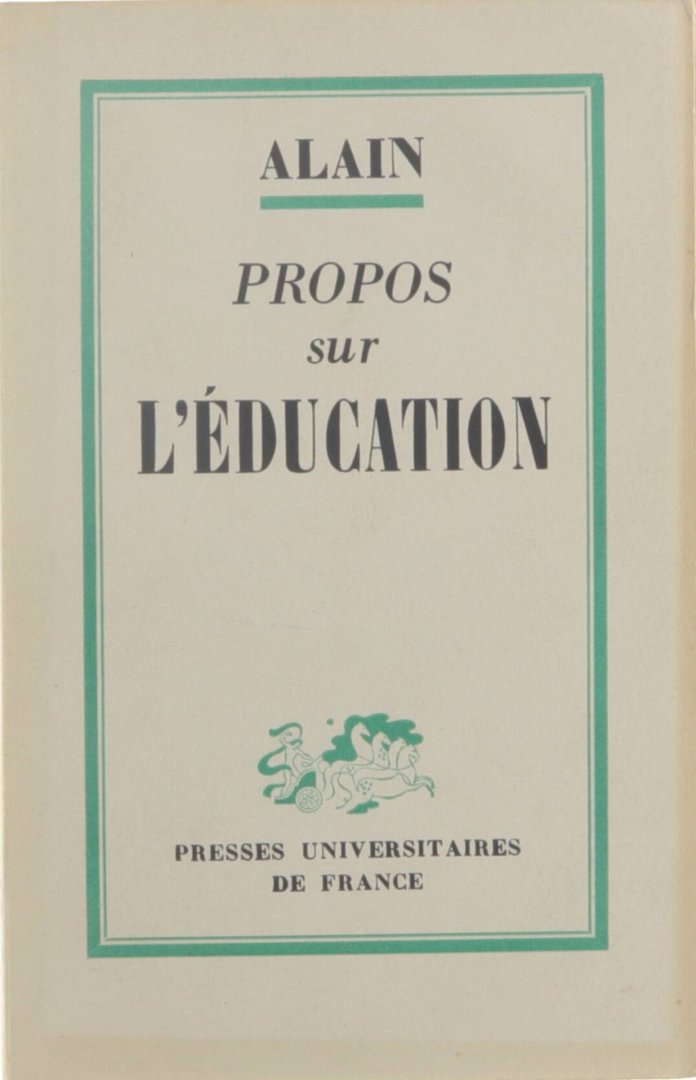 ALAIN
PROPOS
sur
L'ÉDUCATION
PRESSES UNIVERSITAIRES
DE FRANCE